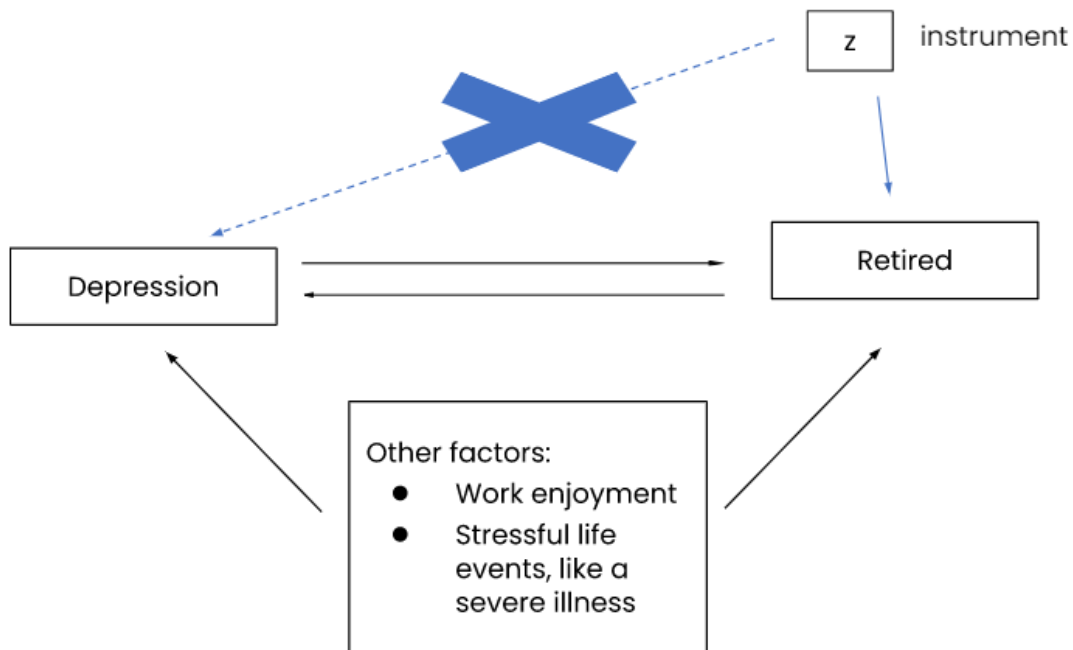 z
instrument
Depression
Retired
Other factors:
● Work enjoyment
● Stressful life
events, like a
severe illness